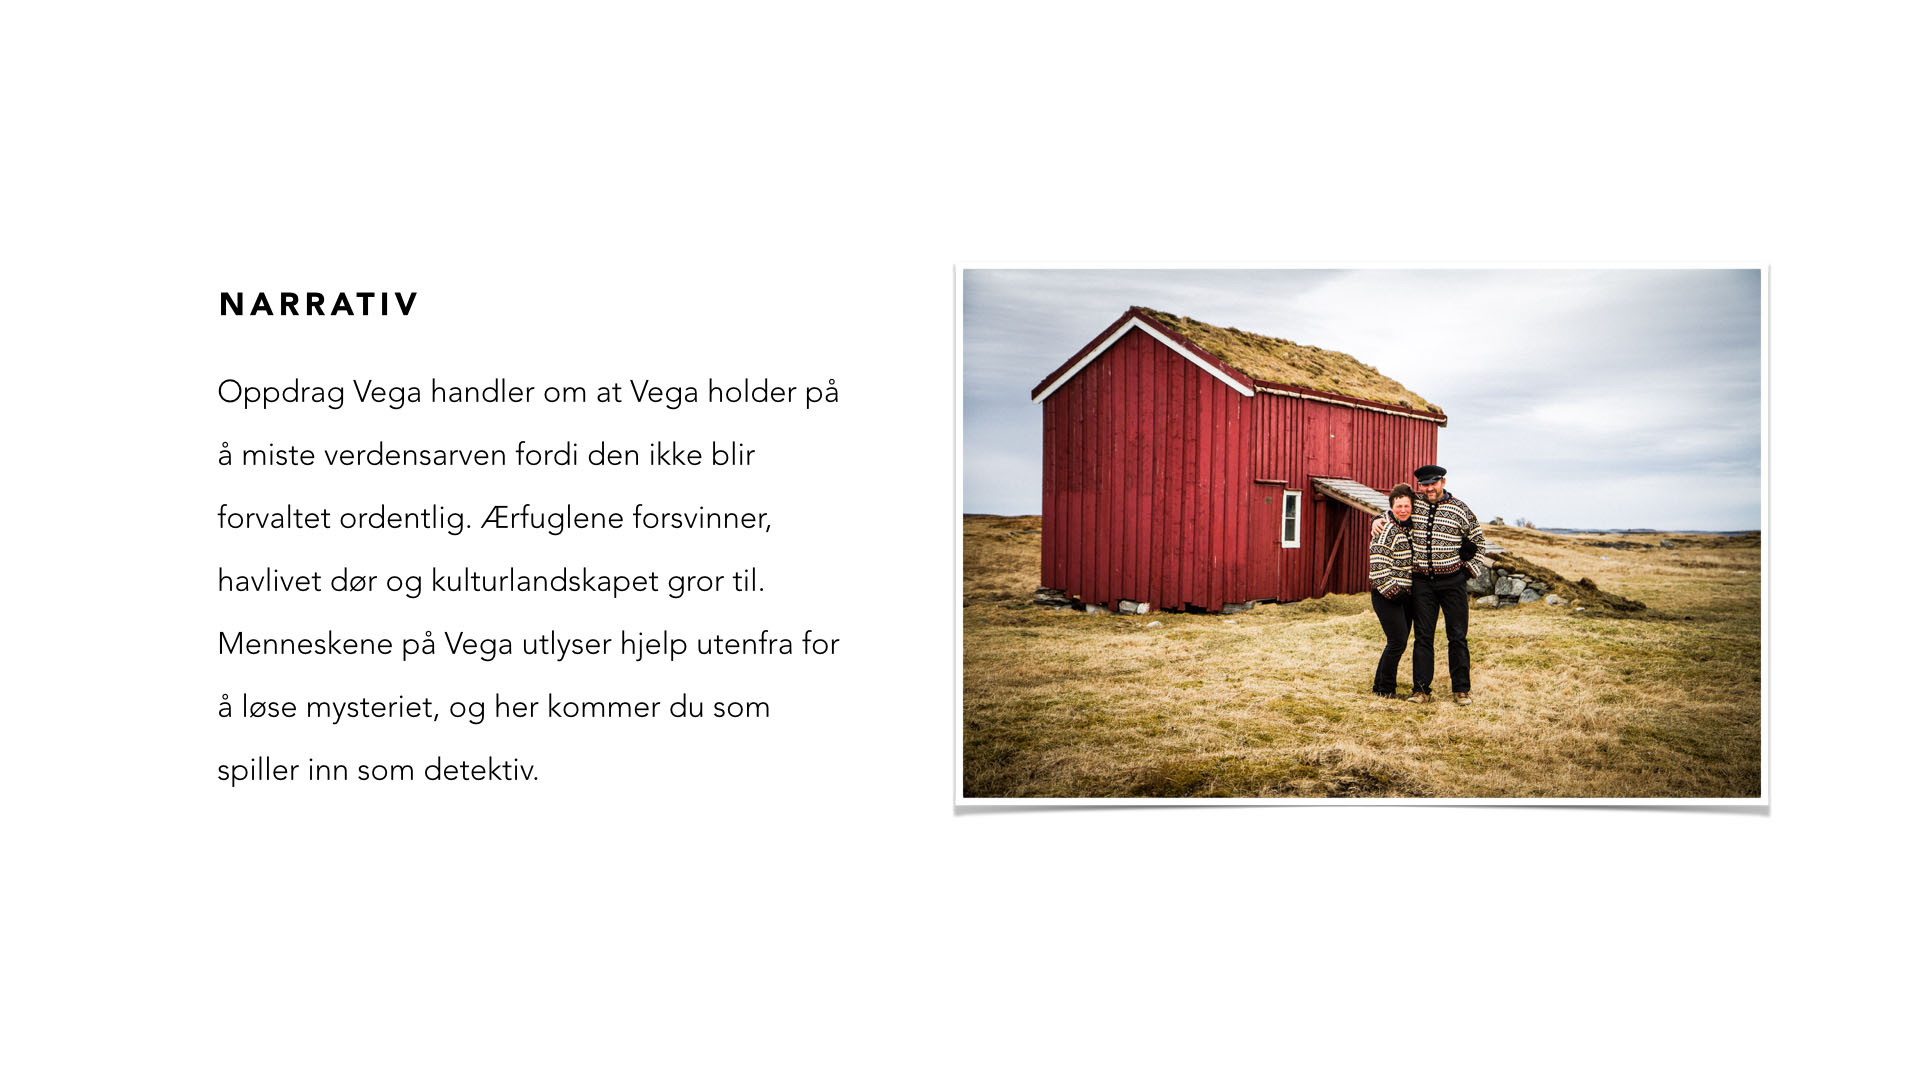 NARRATIV
Oppdrag Vega handler om at Vega holder på
å miste verdensarven fordi den ikke blir
forvaltet ordentlig. Ærfuglene forsvinner,
havlivet dør og kulturlandskapet gror til.
Menneskene på Vega utlyser hjelp utenfra for
å løse mysteriet, og her kommer du som
spiller inn som detektiv.